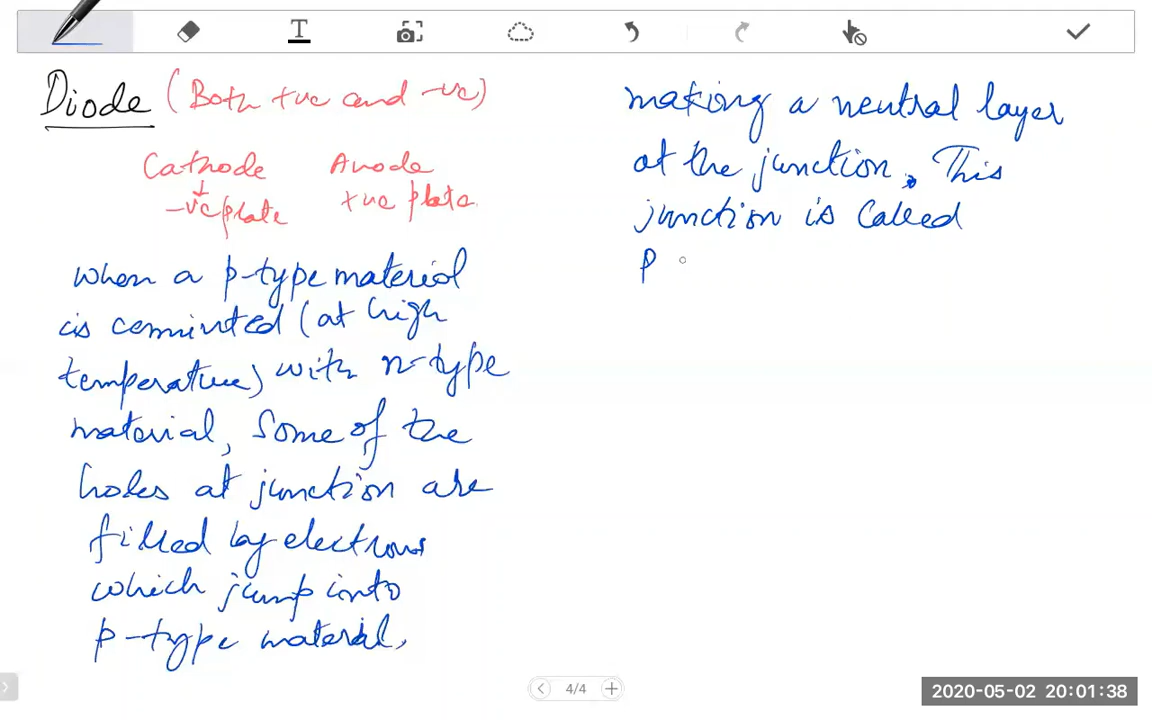 T
Diode (Both +ve and -ve)
Cathode Anode
-ve plate +ve plate
when a p-type material
is ceminted (at high
temperature) with n-type
material, Some of the
holes at junction are
filled by electrons
which jump into
p-type material,
making a neutral layer
at the junction. This
junction is called
p
4/4
2020-05-02 20:01:38